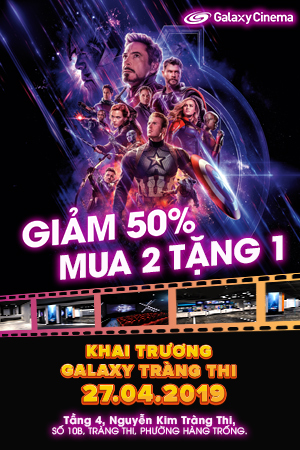 Galaxy Cinema
GIẢM 50%
MUA 2 TẶNG 1
KHAI TRƯƠNG
GALAXY TRÀNG THI
27.04.2019
Tầng 4, Nguyễn Kim Tràng Thi,
SỐ 10B, TRÀNG THI, PHƯỜNG HÀNG TRỐNG.